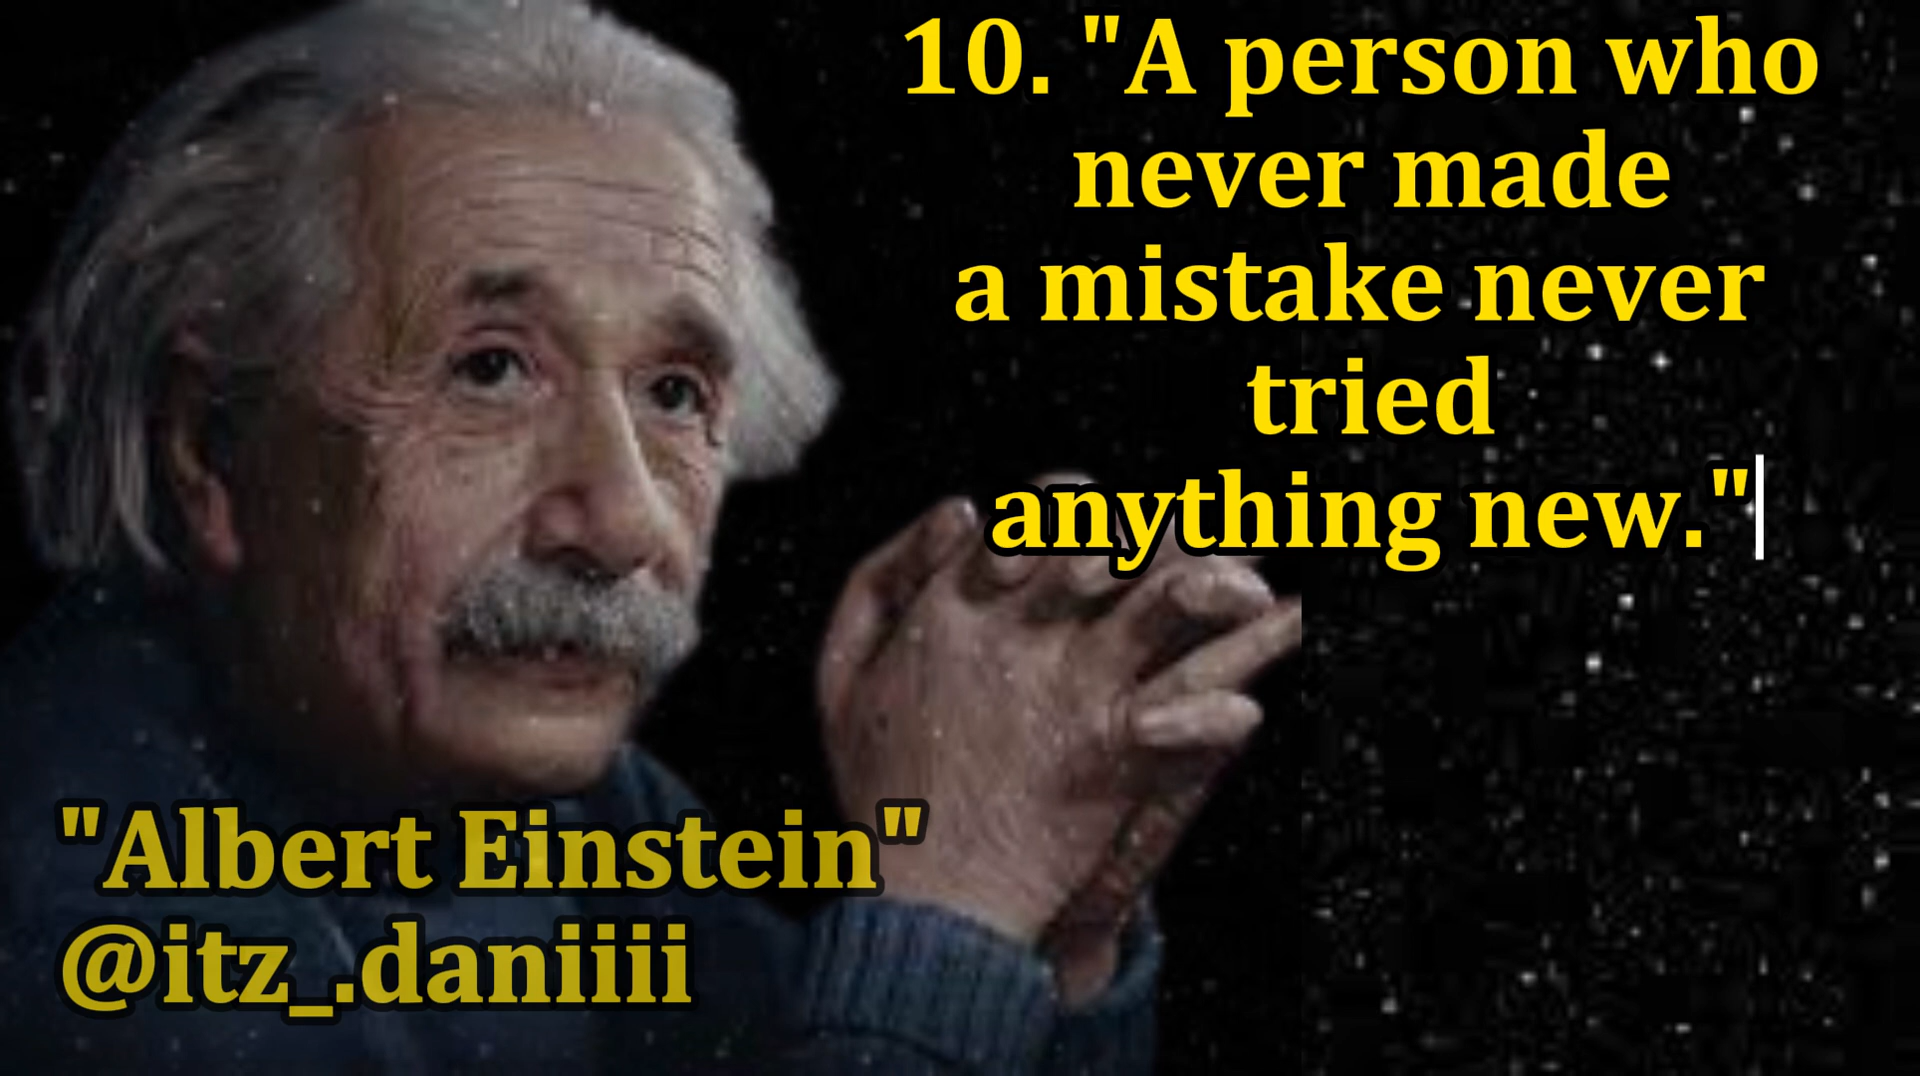 10. "A person who
never made
a mistake never
tried
anything new."
"Albert Einstein"
@itz_.daniiii